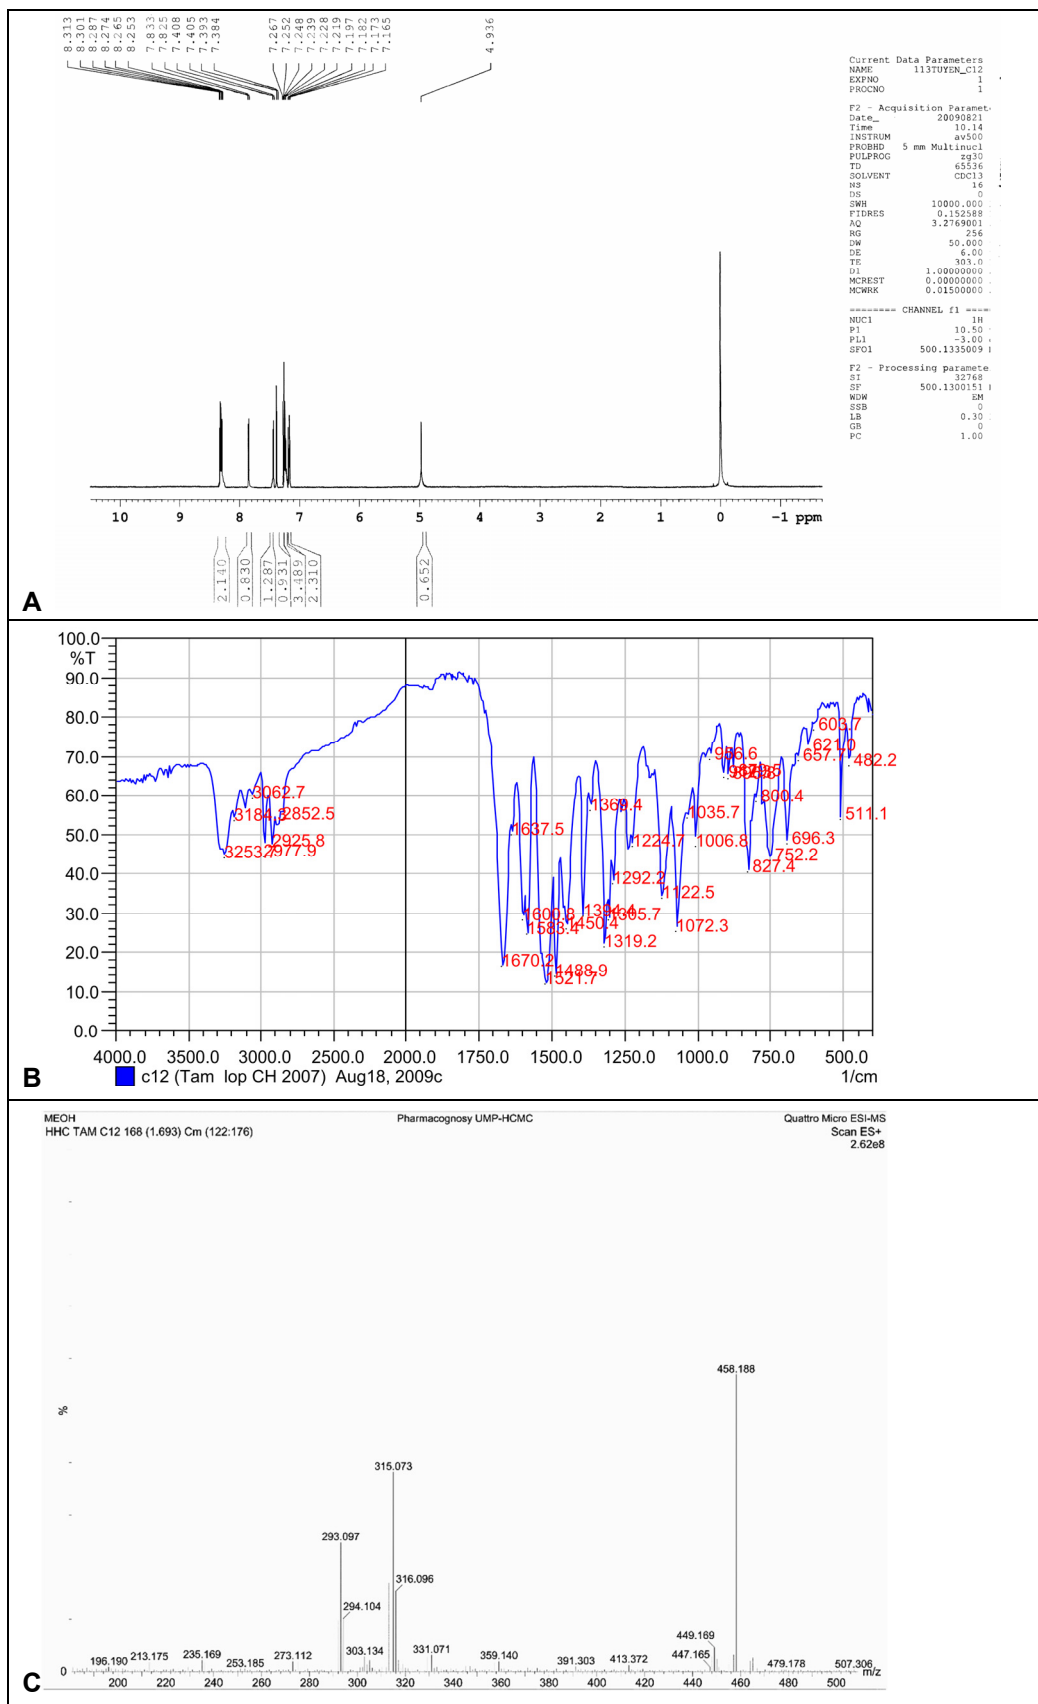 8.313
8.301
8.287
8.274
8.265
8.253
7.833
7.825
7.408
7.405
7.393
7.384
7.267
7.252
7.248
7.239
7.228
7.219
7.197
7.182
7.173
7.165
4.936
Current Data Parameters
NAME 113TUYEN_C12
EXPNO 1
PROCNO 1
F2 - Acquisition Paramet
Date_ 20090821
Time 10.14
INSTRUM av500
PROBHD 5 mm Multinucl
PULPROG zg30
TD 65536
SOLVENT CDCl3
NS 16
DS 0
SWH 10000.000
FIDRES 0.152588
AQ 3.2769001
RG 256
DW 50.000
DE 6.00
TE 303.0
D1 1.00000000
MCREST 0.00000000
MCWRK 0.01500000
======== CHANNEL f1 ====
NUC1 1H
P1 10.50
PL1 -3.00
SFO1 500.1335009
F2 - Processing paramete
SI 32768
SF 500.1300151
WDW EM
SSB 0
LB 0.30
GB 0
PC 1.00
10 9 8 7 6 5 4 3 2 1 0 -1 ppm
2.140
0.830
1.287
0.931
3.489
2.310
0.652
A
100.0
%T
90.0
80.0
70.0
60.0
50.0
40.0
30.0
20.0
10.0
0.0
3253.7
3184.3
3062.7
2977.9
2925.8
2852.5
1670.2
1637.5
1600.8
1583.4
1521.7
1488.9
1450.4
1394.4
1369.4
1319.2
1305.7
1292.2
1224.7
1122.5
1072.3
1035.7
1006.8
956.6
827.4
800.4
752.2
696.3
657.7
621.0
603.7
511.1
482.2
4000.0 3500.0 3000.0 2500.0 2000.0 1750.0 1500.0 1250.0 1000.0 750.0 500.0
c12 (Tam lop CH 2007) Aug18, 2009c 1/cm
B
MEOH Pharmacognosy UMP-HCMC Quattro Micro ESI-MS
HHC TAM C12 168 (1.693) Cm (122:176) Scan ES+
2.62e8
458.188
315.073
293.097
316.096
294.104
449.169
196.190
213.175
235.169
253.185
273.112
303.134
331.071
359.140
391.303
413.372
447.165
479.178
507.306
%
0
m/z
200 220 240 260 280 300 320 340 360 380 400 420 440 460 480 500
C